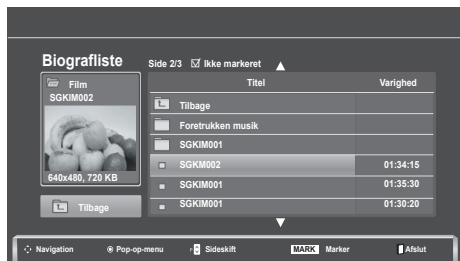 Biografliste
Side 2/3 Ikke markeret
Film
SGKIM002
640x480, 720 KB
Tilbage
Titel Varighed
Tilbage
Foretrukken musik
SGKIM001
SGKM002 01:34:15
SGKIM001 01:35:30
SGKIM001 01:30:20
Navigation Pop-op-menu Sideskift MARK Marker Afslut